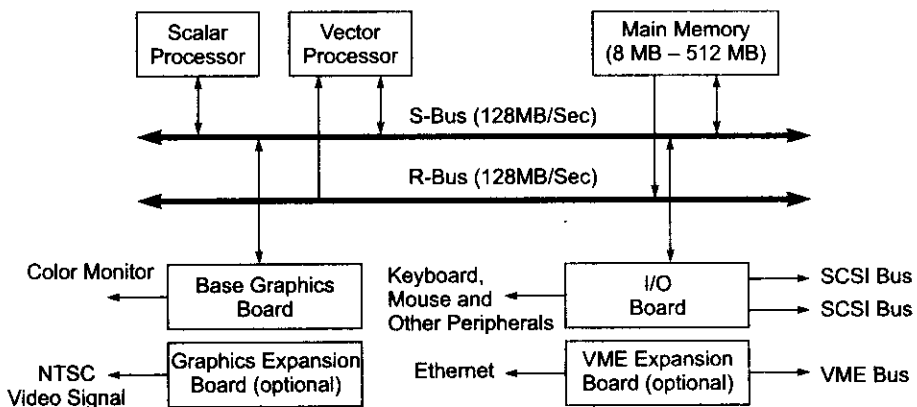 Scalar
Processor
Vector
Processor
Main Memory
(8 MB – 512 MB)
S-Bus (128MB/Sec)
R-Bus (128MB/Sec)
Color Monitor
Base Graphics
Board
Keyboard,
Mouse and
Other Peripherals
I/O
Board
SCSI Bus
SCSI Bus
NTSC
Video Signal
Graphics Expansion
Board (optional)
Ethernet
VME Expansion
Board (optional)
VME Bus